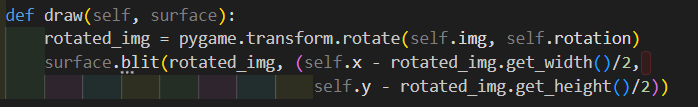 def draw(self, surface):
    rotated_img = pygame.transform.rotate(self.img, self.rotation)
    surface.blit(rotated_img, (self.x - rotated_img.get_width()/2,
                               self.y - rotated_img.get_height()/2))